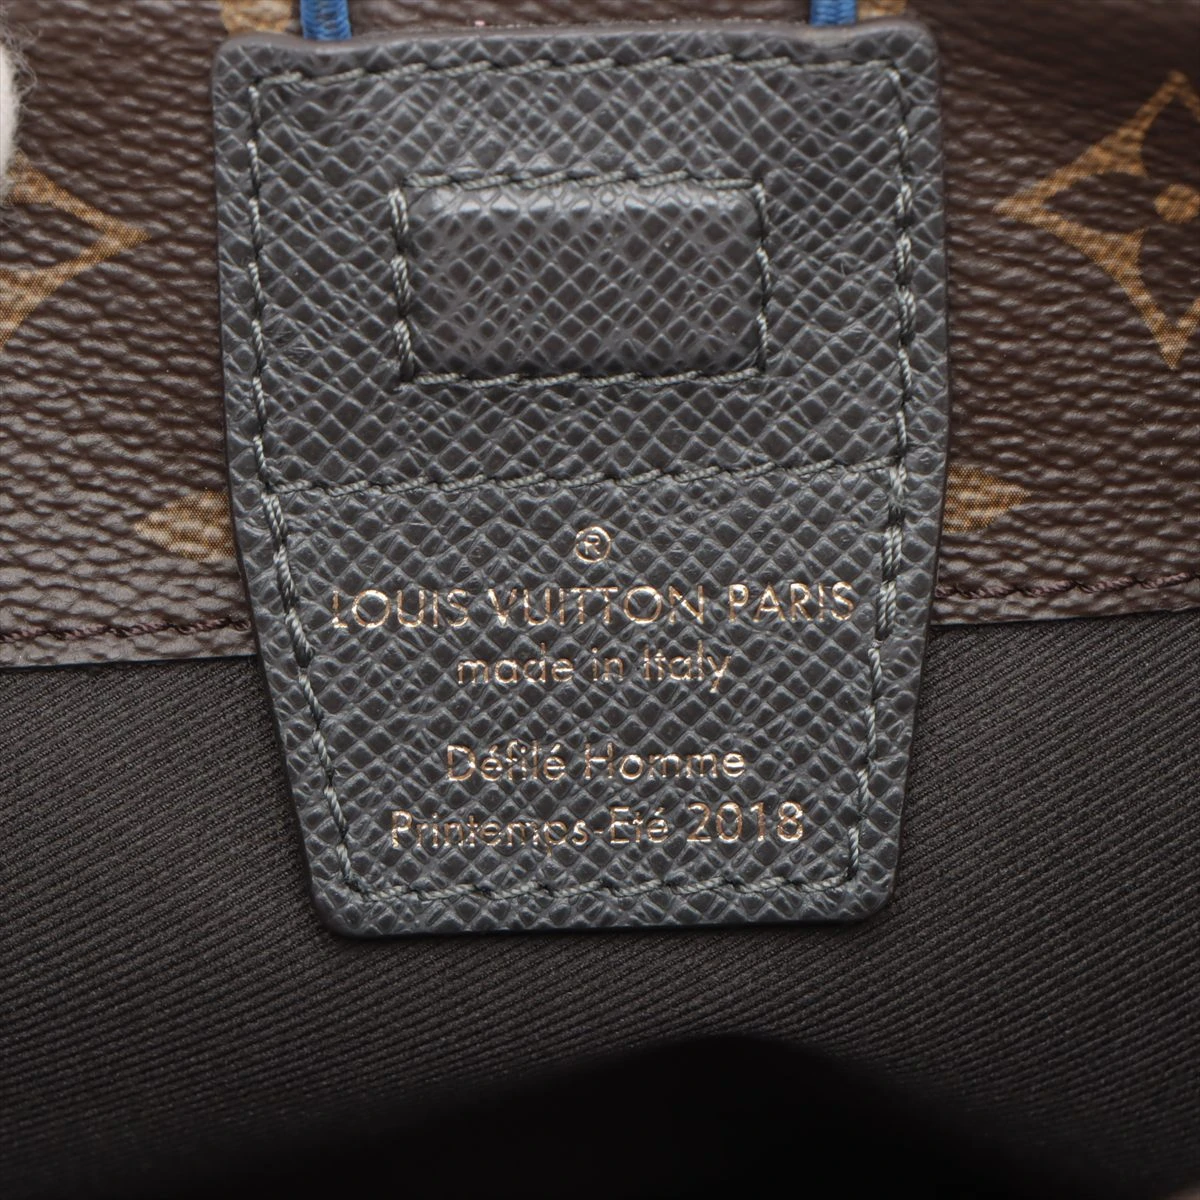 ®
LOUIS VUITTON PARIS
made in Italy
Défilé Homme
Printemps-Eté 2018